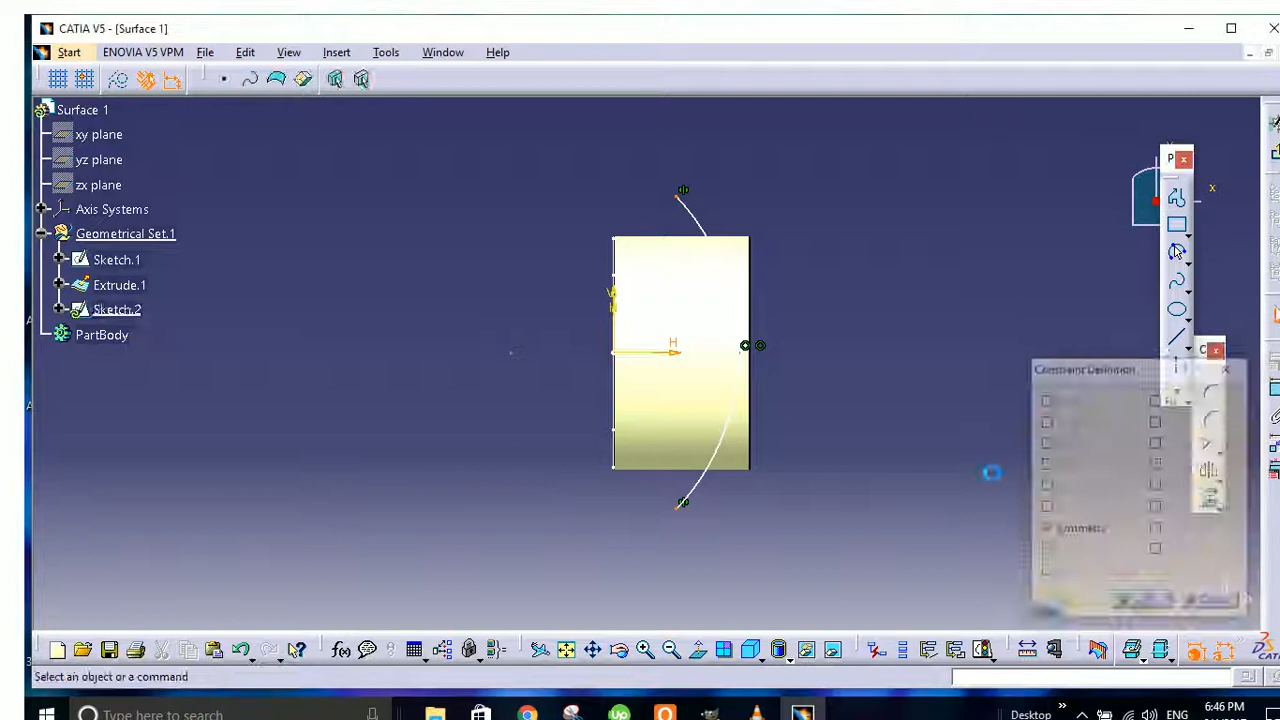 CATIA V5 - [Surface 1]
Start ENOVIA V5 VPM File Edit View Insert Tools Window Help
Surface 1
xy plane
yz plane
zx plane
Axis Systems
Geometrical Set.1
Sketch.1
Extrude.1
Sketch.2
PartBody
H
x
P
C
Constraint Definition
Symmetry
f(x)
Select an object or a command
Type here to search
Up
Desktop
ENG
6:46 PM